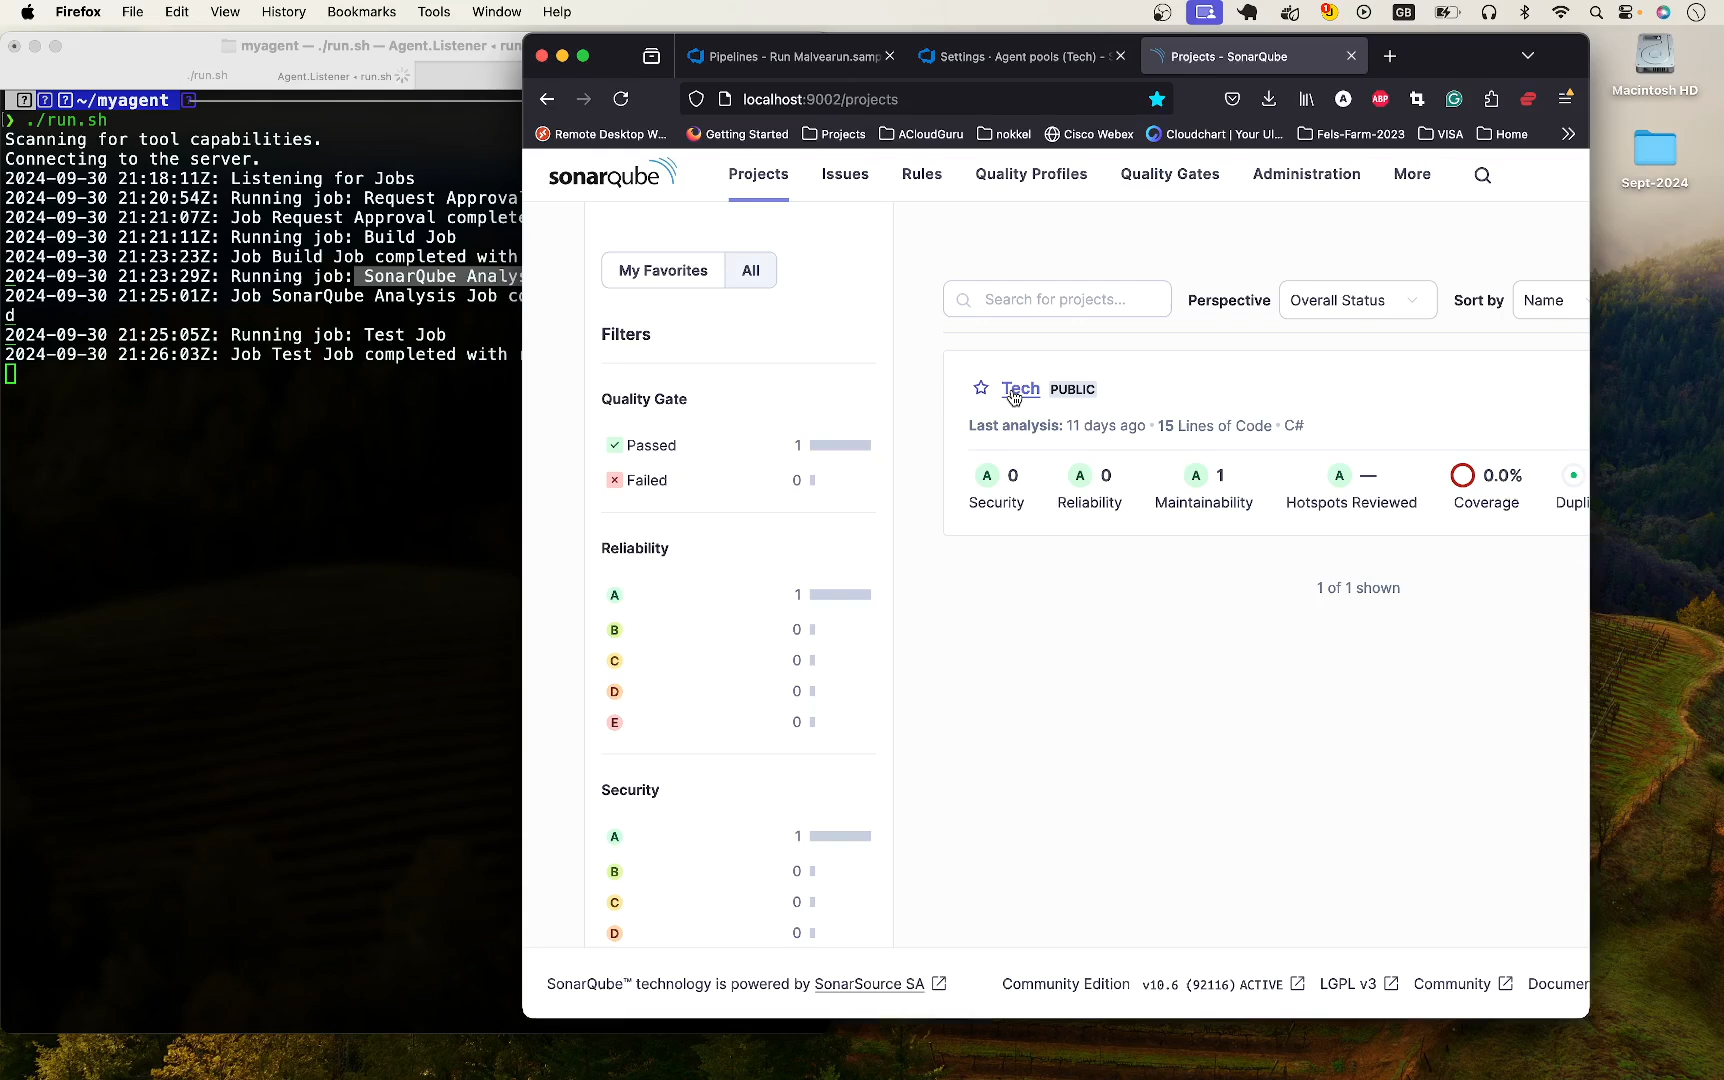 Firefox File Edit View History Bookmarks Tools Window Help GB
myagent — ./run.sh — Agent.Listener ‹ run
./run.sh Agent.Listener ‹ run.sh
~/myagent
❯ ./run.sh
Scanning for tool capabilities.
Connecting to the server.
2024-09-30 21:18:11Z: Listening for Jobs
2024-09-30 21:20:54Z: Running job: Request Approva
2024-09-30 21:21:07Z: Job Request Approval complet
2024-09-30 21:21:11Z: Running job: Build Job
2024-09-30 21:23:23Z: Job Build Job completed with
2024-09-30 21:23:29Z: Running job: SonarQube Analys
2024-09-30 21:25:01Z: Job SonarQube Analysis Job co
d
2024-09-30 21:25:05Z: Running job: Test Job
2024-09-30 21:26:03Z: Job Test Job completed with
Pipelines - Run Malvearun.samp
Settings - Agent pools (Tech) -
Projects - SonarQube
localhost:9002/projects
Remote Desktop W... Getting Started Projects ACloudGuru nokkel Cisco Webex Cloudchart | Your UI... Fels-Farm-2023 VISA Home
sonarqube Projects Issues Rules Quality Profiles Quality Gates Administration More
My Favorites All
Search for projects... Perspective Overall Status Sort by Name
Filters
Quality Gate
Passed 1
Failed 0
Reliability
A 1
B 0
C 0
D 0
E 0
Security
A 1
B 0
C 0
D 0
Tech PUBLIC
Last analysis: 11 days ago • 15 Lines of Code • C#
A 0 A 0 A 1 A — 0.0%
Security Reliability Maintainability Hotspots Reviewed Coverage Dupli
1 of 1 shown
SonarQube™ technology is powered by SonarSource SA
Community Edition v10.6 (92116) ACTIVE LGPL v3 Community Documen
Macintosh HD
Sept-2024